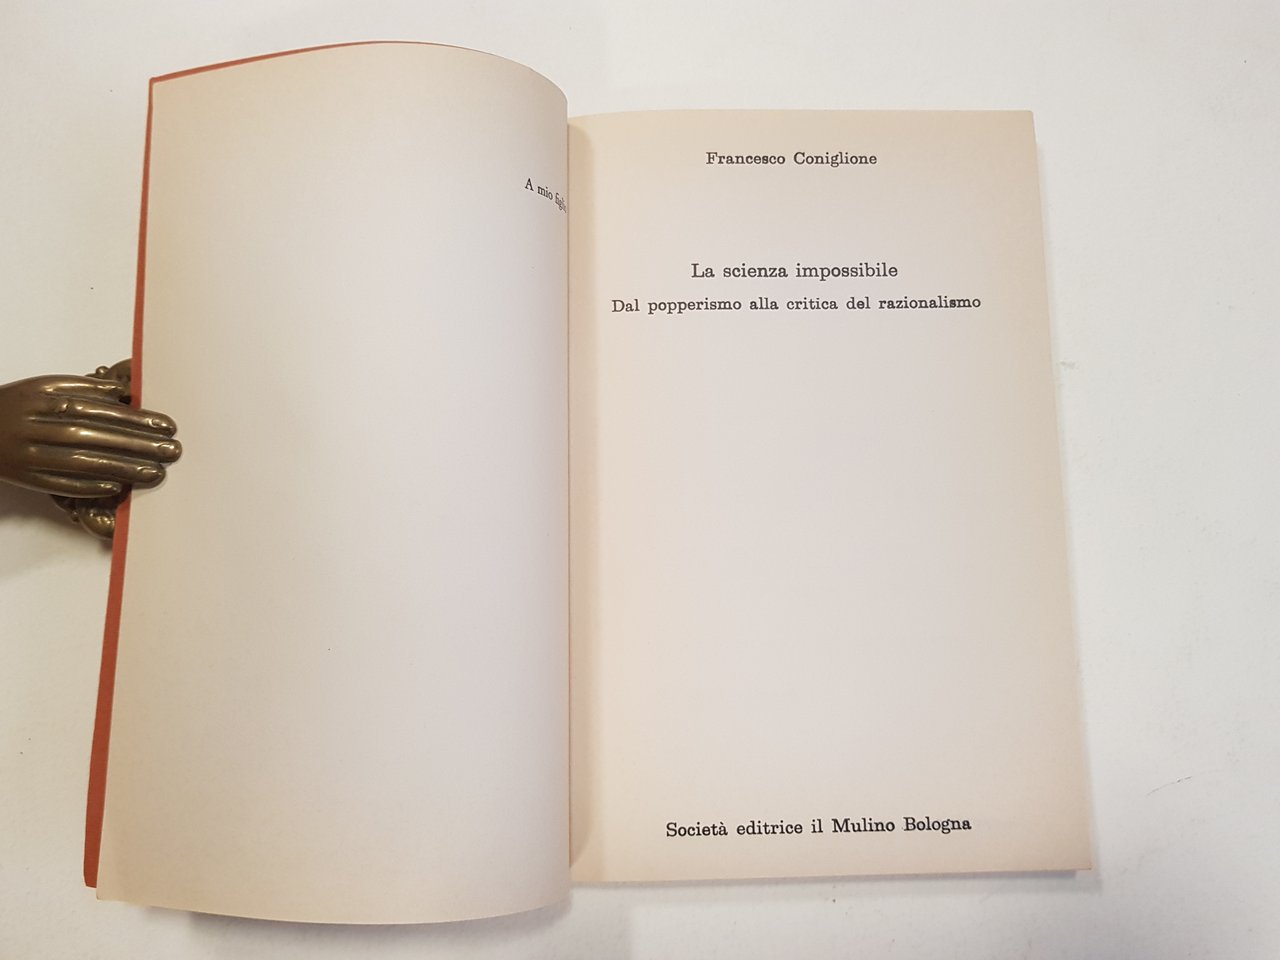 A mio
Francesco Coniglione
La scienza impossibile
Dal popperismo alla critica del razionalismo
Società editrice il Mulino Bologna